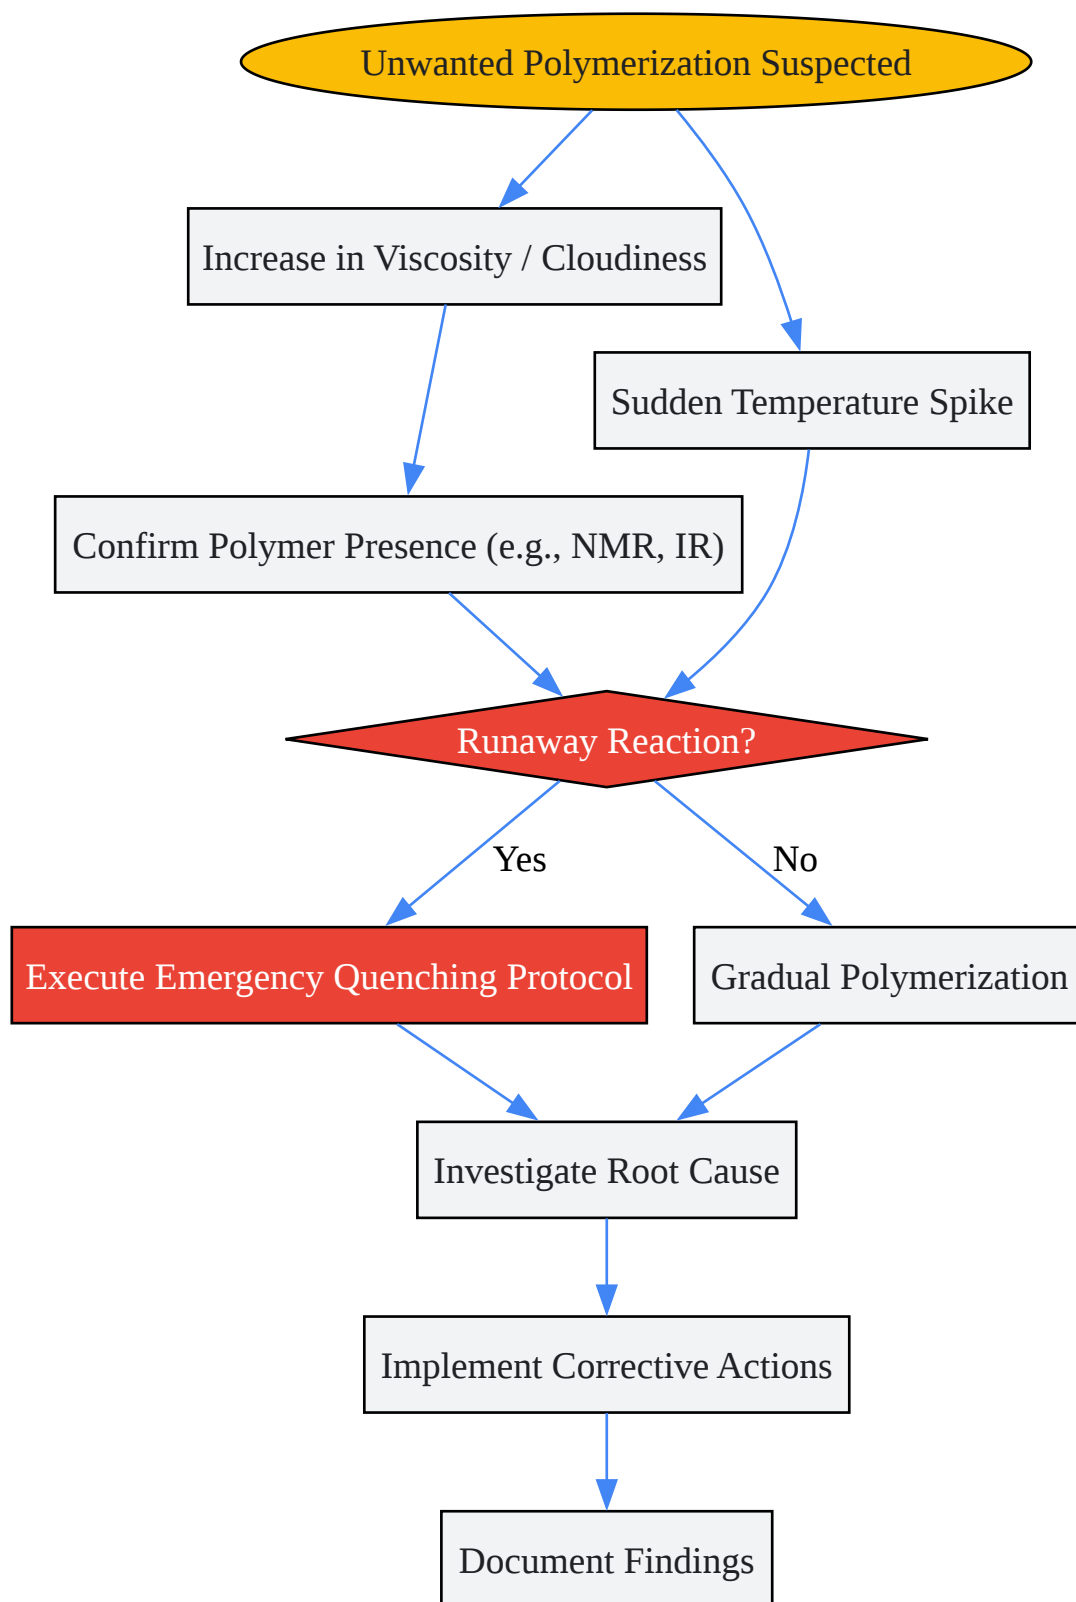 Unwanted Polymerization Suspected
Increase in Viscosity / Cloudiness
Sudden Temperature Spike
Confirm Polymer Presence (e.g., NMR, IR)
Runaway Reaction?
Yes
No
Execute Emergency Quenching Protocol
Gradual Polymerization
Investigate Root Cause
Implement Corrective Actions
Document Findings